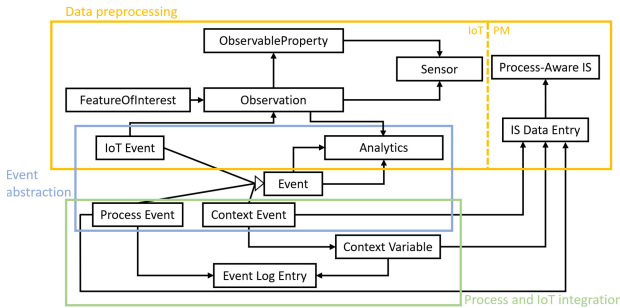 Data preprocessing
IoT PM
ObservableProperty
Process-Aware IS
Sensor
FeatureOfInterest
Observation
IS Data Entry
IoT Event
Analytics
Event
abstraction
Event
Process Event
Context Event
Context Variable
Event Log Entry
Process and IoT integration